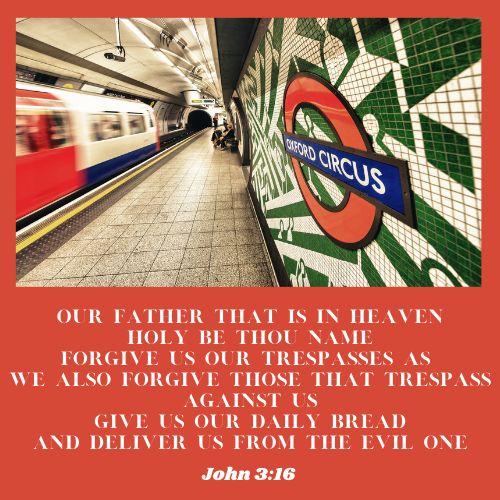 OXFORD CIRCUS
OUR FATHER THAT IS IN HEAVEN
HOLY BE THOU NAME
FORGIVE US OUR TRESPASSES AS
WE ALSO FORGIVE THOSE THAT TRESPASS
AGAINST US
GIVE US OUR DAILY BREAD
AND DELIVER US FROM THE EVIL ONE
John 3:16